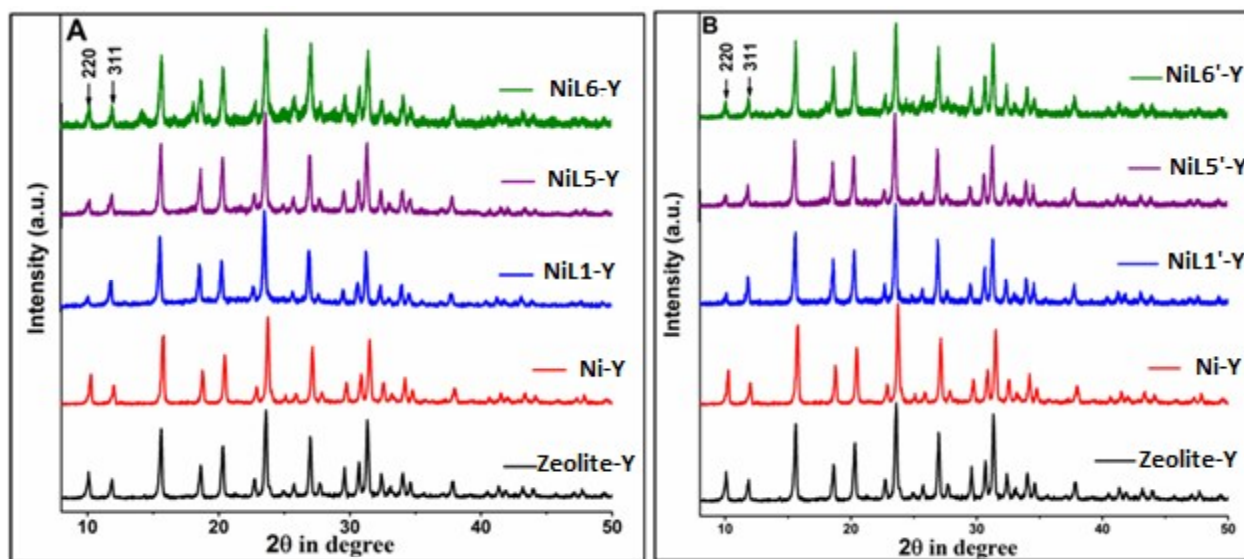 A
220
311
NiL6-Y
NiL5-Y
NiL1-Y
Ni-Y
Zeolite-Y
Intensity (a.u.)
10 20 30 40 50
2θ in degree
B
220
311
NiL6'-Y
NiL5'-Y
NiL1'-Y
Ni-Y
Zeolite-Y
Intensity (a.u.)
10 20 30 40 50
2θ in degree